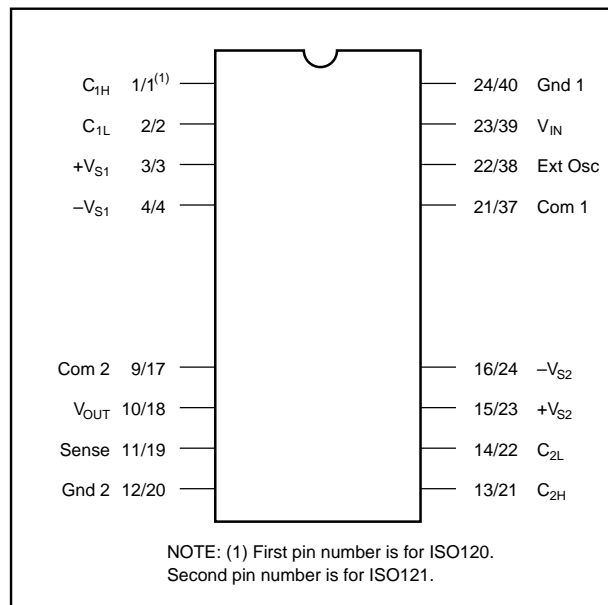 C1H 1/1(1)
C1L 2/2
+VS1 3/3
–VS1 4/4
Com 2 9/17
VOUT 10/18
Sense 11/19
Gnd 2 12/20
24/40 Gnd 1
23/39 VIN
22/38 Ext Osc
21/37 Com 1
16/24 –VS2
15/23 +VS2
14/22 C2L
13/21 C2H
NOTE: (1) First pin number is for ISO120.
Second pin number is for ISO121.